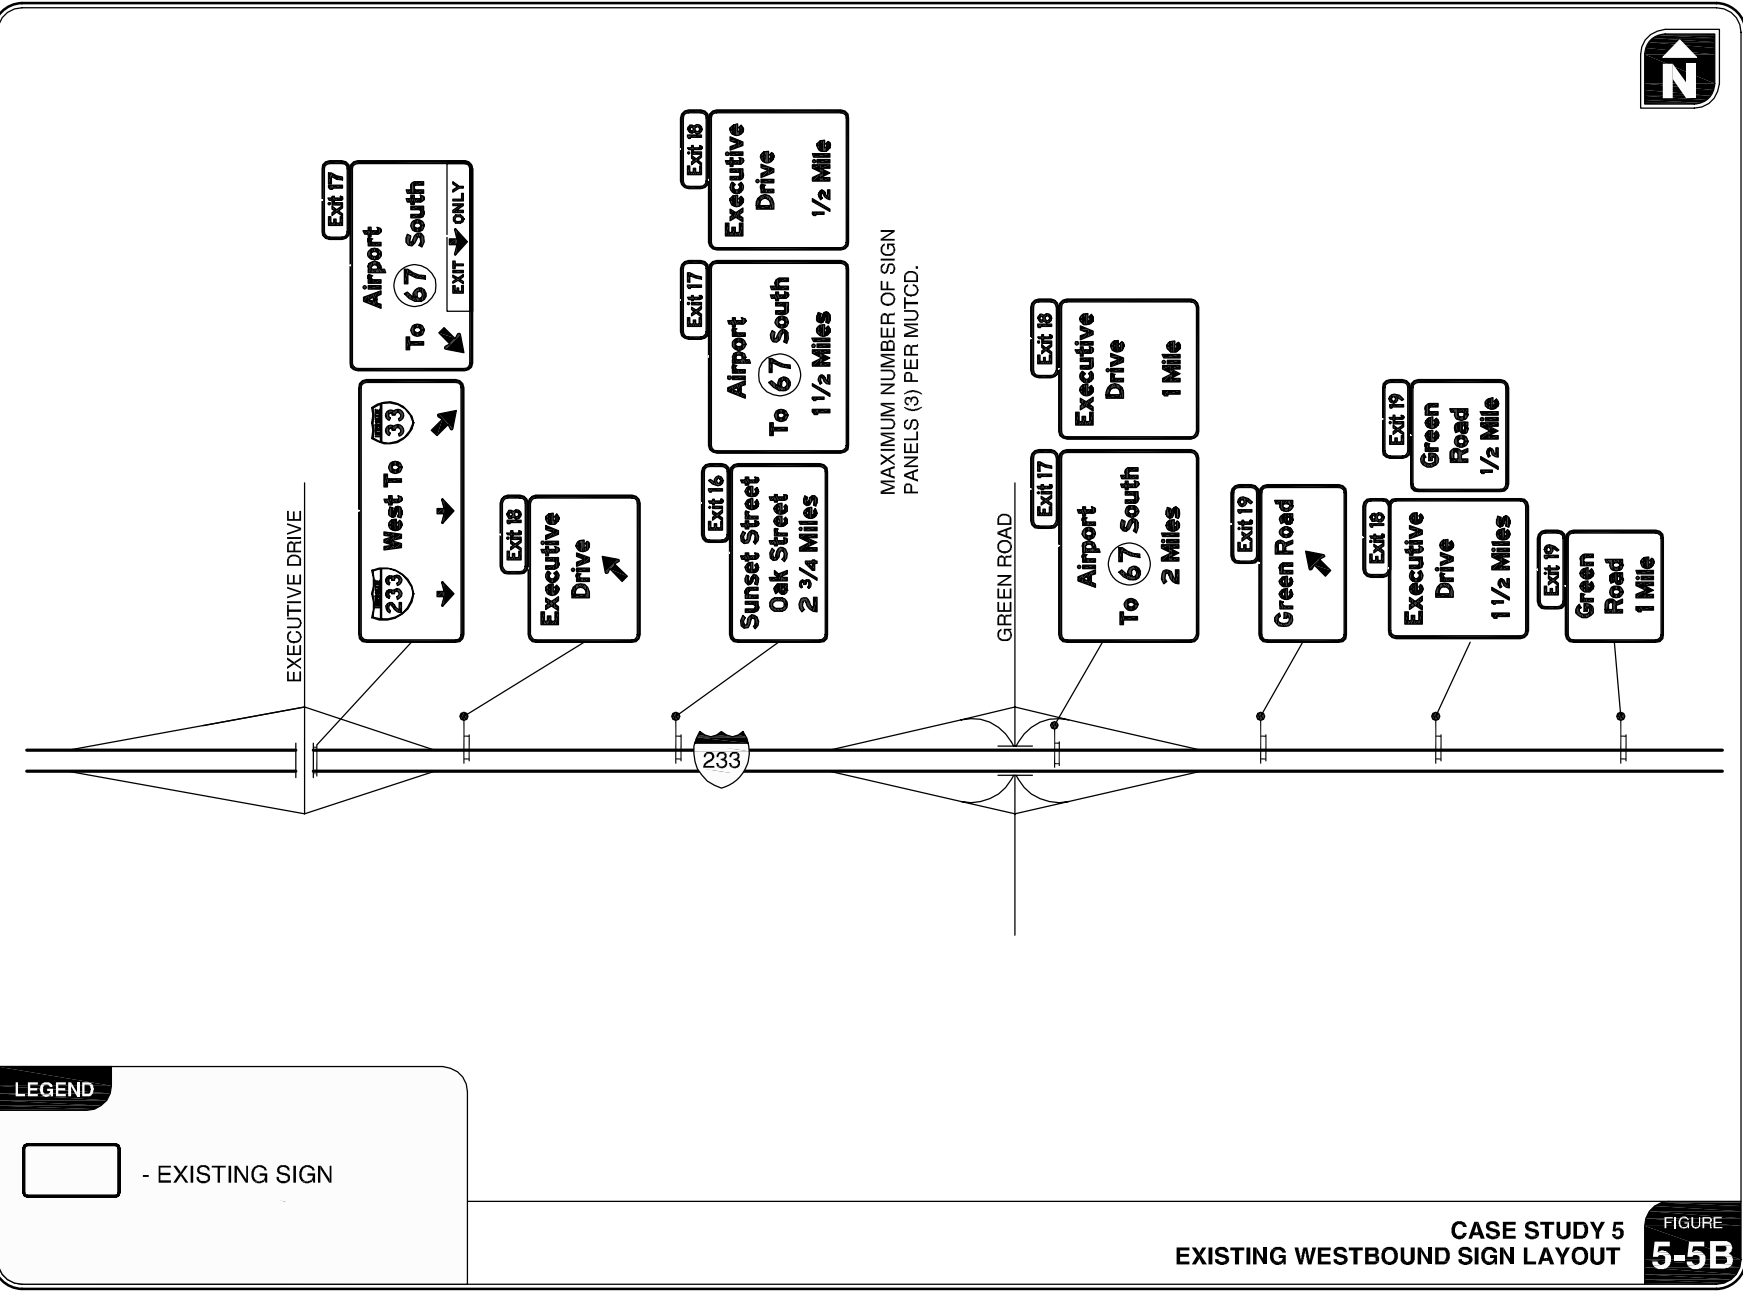 N
Exit 17
Airport
To 67 South
EXIT ONLY
233 West To 33
EXECUTIVE DRIVE
Exit 18
Executive
Drive
Exit 18
Executive
Drive
1/2 Mile
Exit 17
Airport
To 67 South
1 1/2 Miles
Exit 16
Sunset Street
Oak Street
2 3/4 Miles
MAXIMUM NUMBER OF SIGN
PANELS (3) PER MUTCD.
233
GREEN ROAD
Exit 18
Executive
Drive
1 Mile
Exit 17
Airport
To 67 South
2 Miles
Exit 19
Green Road
Exit 19
Green
Road
1/2 Mile
Exit 18
Executive
Drive
1 1/2 Miles
Exit 19
Green
Road
1 Mile
LEGEND
- EXISTING SIGN
CASE STUDY 5
EXISTING WESTBOUND SIGN LAYOUT
FIGURE
5-5B